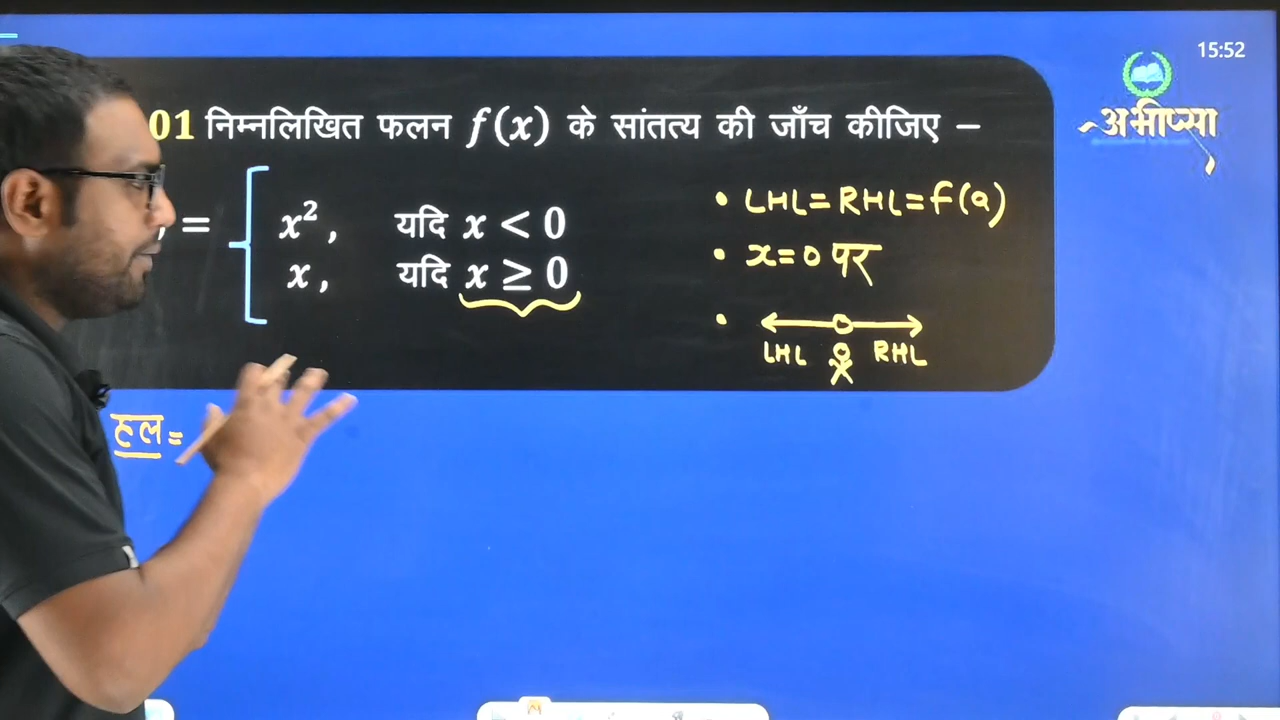 15:52
अभीप्सा
01 निम्नलिखित फलन f(x) के सांतत्य की जाँच कीजिए –
= { x², यदि x < 0
x, यदि x ≥ 0
• LHL=RHL=f(a)
• x=0 पर
•
LHL RHL
हल =